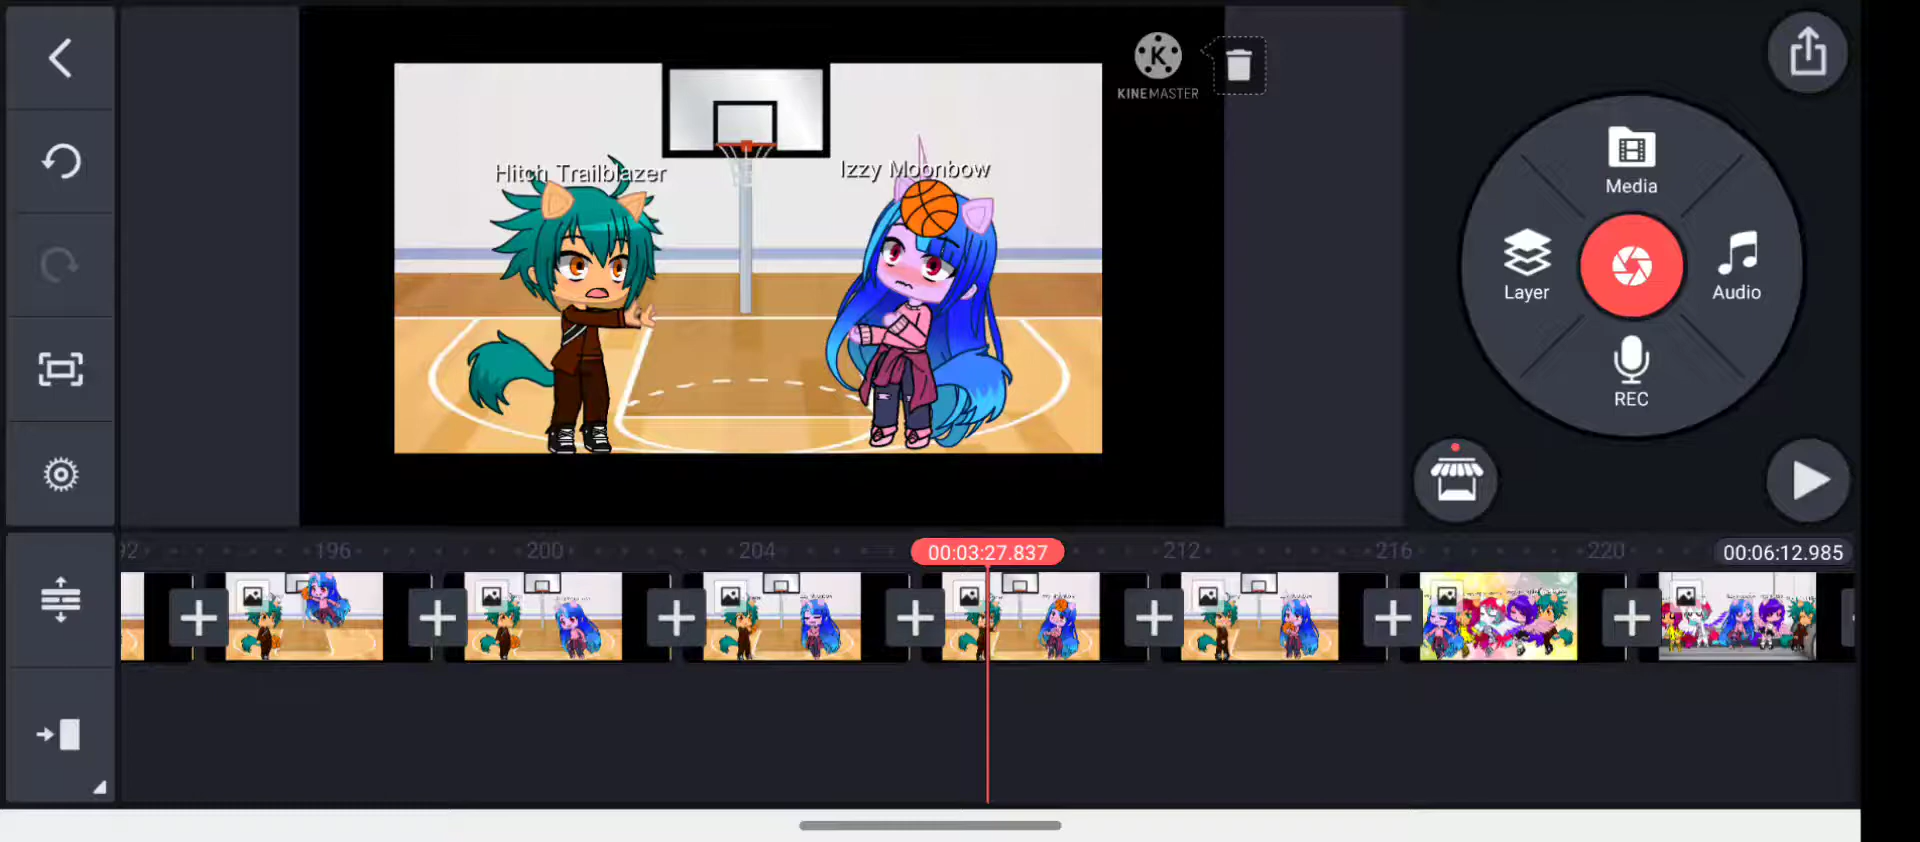 KINEMASTER
Hitch Trailblazer
Izzy Moonbow
Media
Layer
Audio
REC
92
196
200
204
00:03:27.837
212
216
220
00:06:12.985